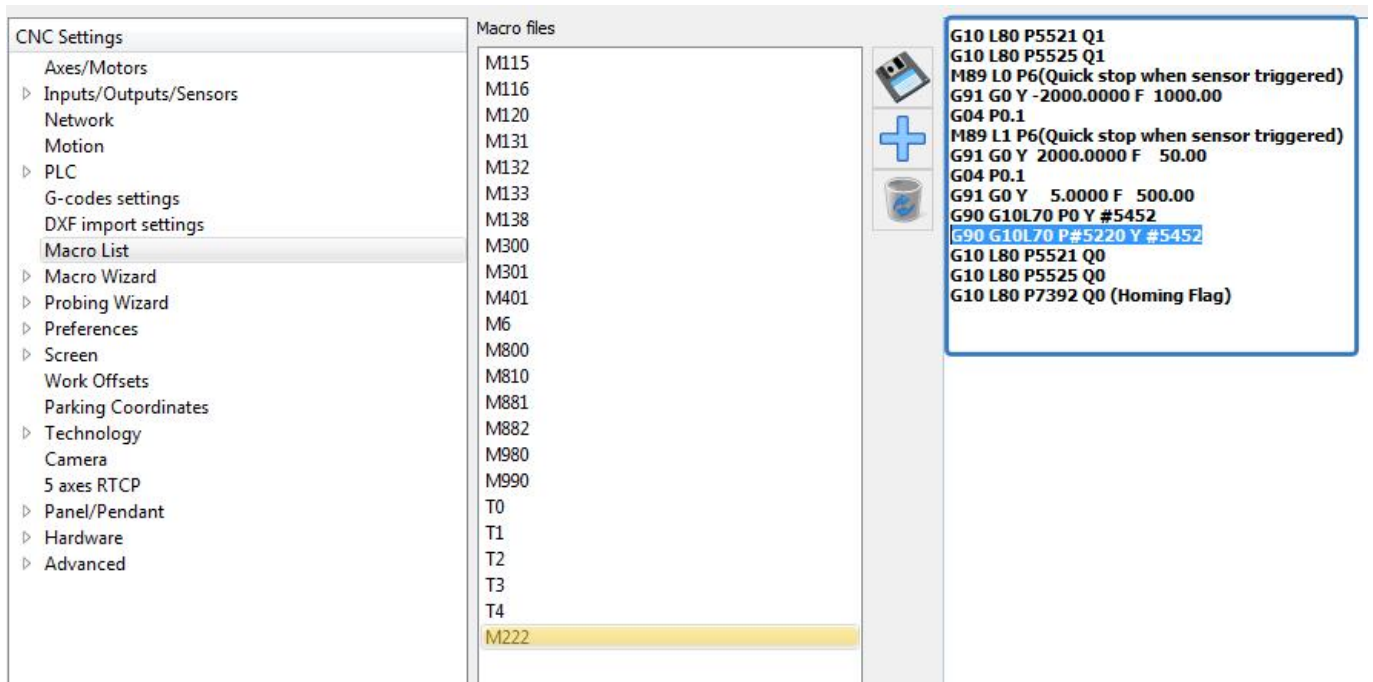 CNC Settings
Axes/Motors
Inputs/Outputs/Sensors
Network
Motion
PLC
G-codes settings
DXF import settings
Macro List
Macro Wizard
Probing Wizard
Preferences
Screen
Work Offsets
Parking Coordinates
Technology
Camera
5 axes RTCP
Panel/Pendant
Hardware
Advanced
Macro files
M115
M116
M120
M131
M132
M133
M138
M300
M301
M401
M6
M800
M810
M881
M882
M980
M990
T0
T1
T2
T3
T4
M222
G10 L80 P5521 Q1
G10 L80 P5525 Q1
M89 L0 P6(Quick stop when sensor triggered)
G91 G0 Y -2000.0000 F 1000.00
G04 P0.1
M89 L1 P6(Quick stop when sensor triggered)
G91 G0 Y 2000.0000 F 50.00
G04 P0.1
G91 G0 Y 5.0000 F 500.00
G90 G10L70 P0 Y #5452
G90 G10L70 P#5220 Y #5452
G10 L80 P5521 Q0
G10 L80 P5525 Q0
G10 L80 P7392 Q0 (Homing Flag)